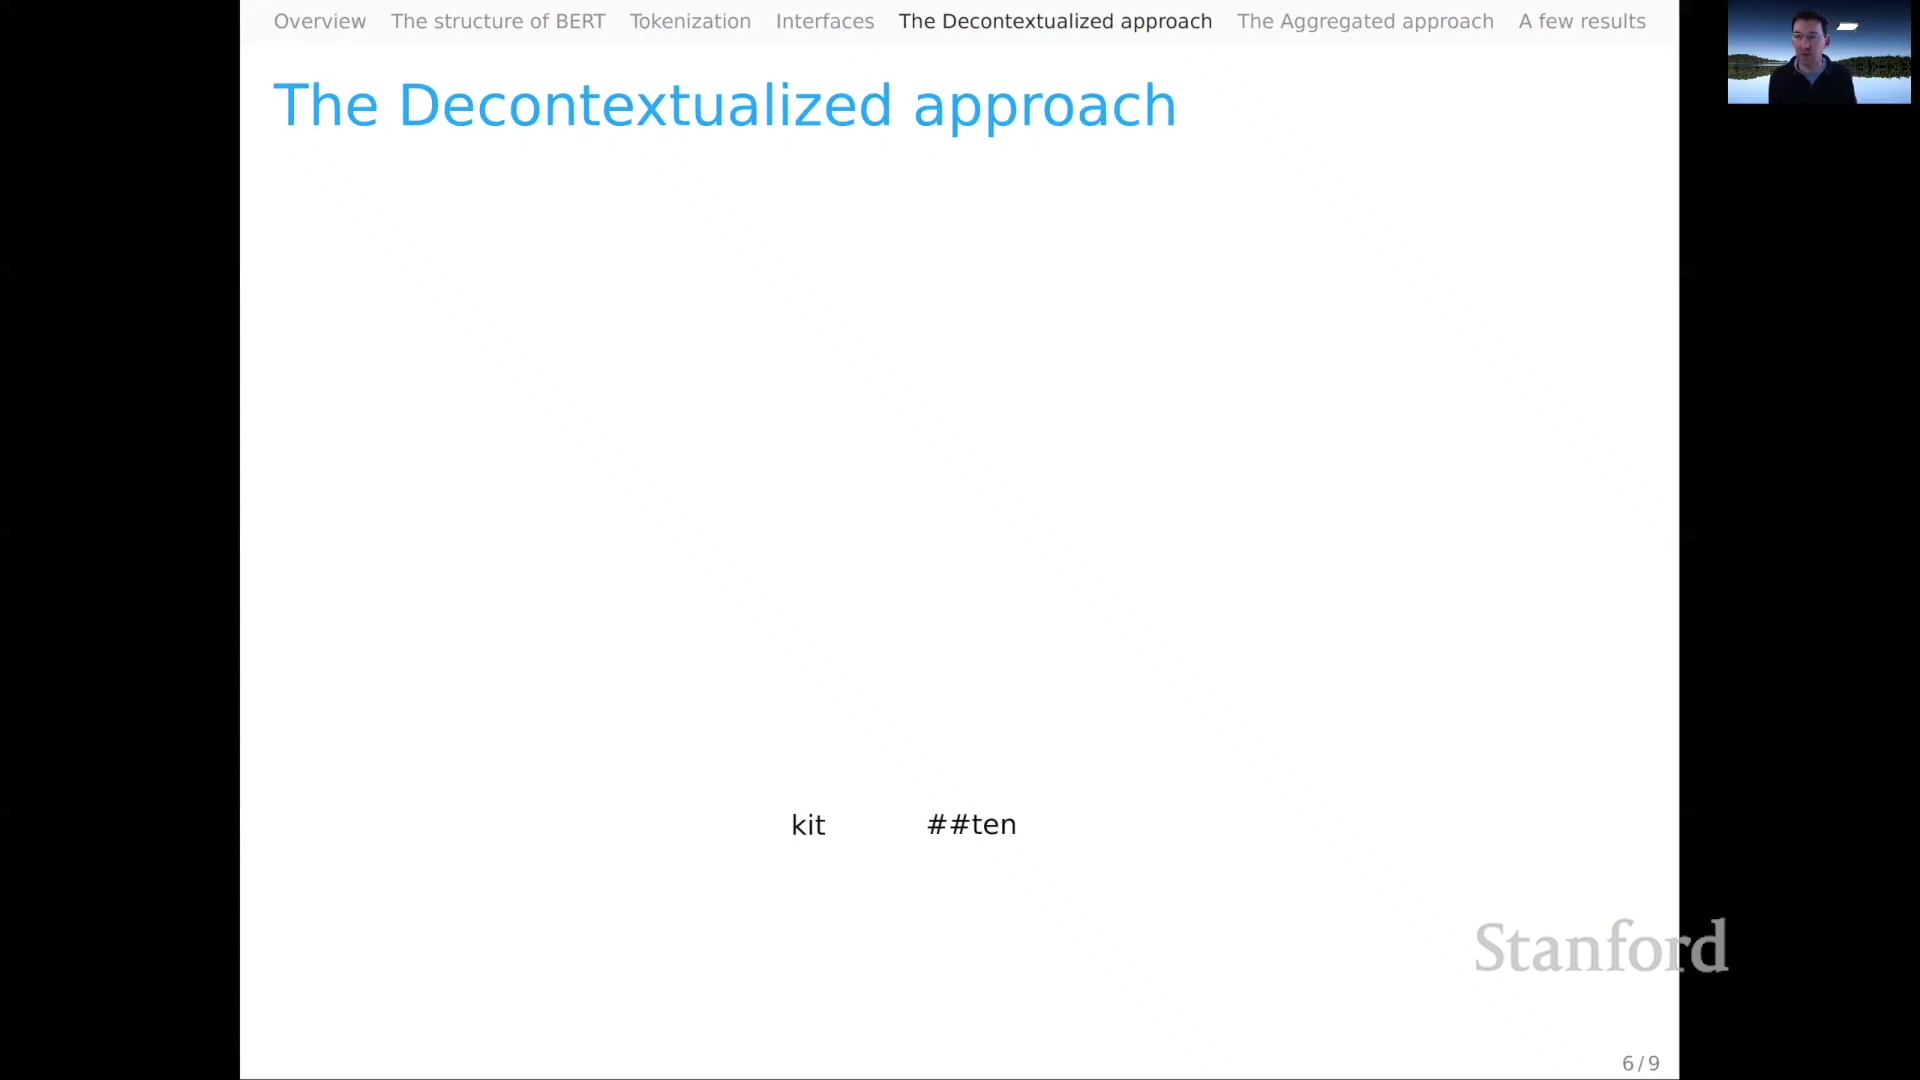 Overview The structure of BERT Tokenization Interfaces The Decontextualized approach The Aggregated approach A few results
The Decontextualized approach
kit ##ten
Stanford
6/9